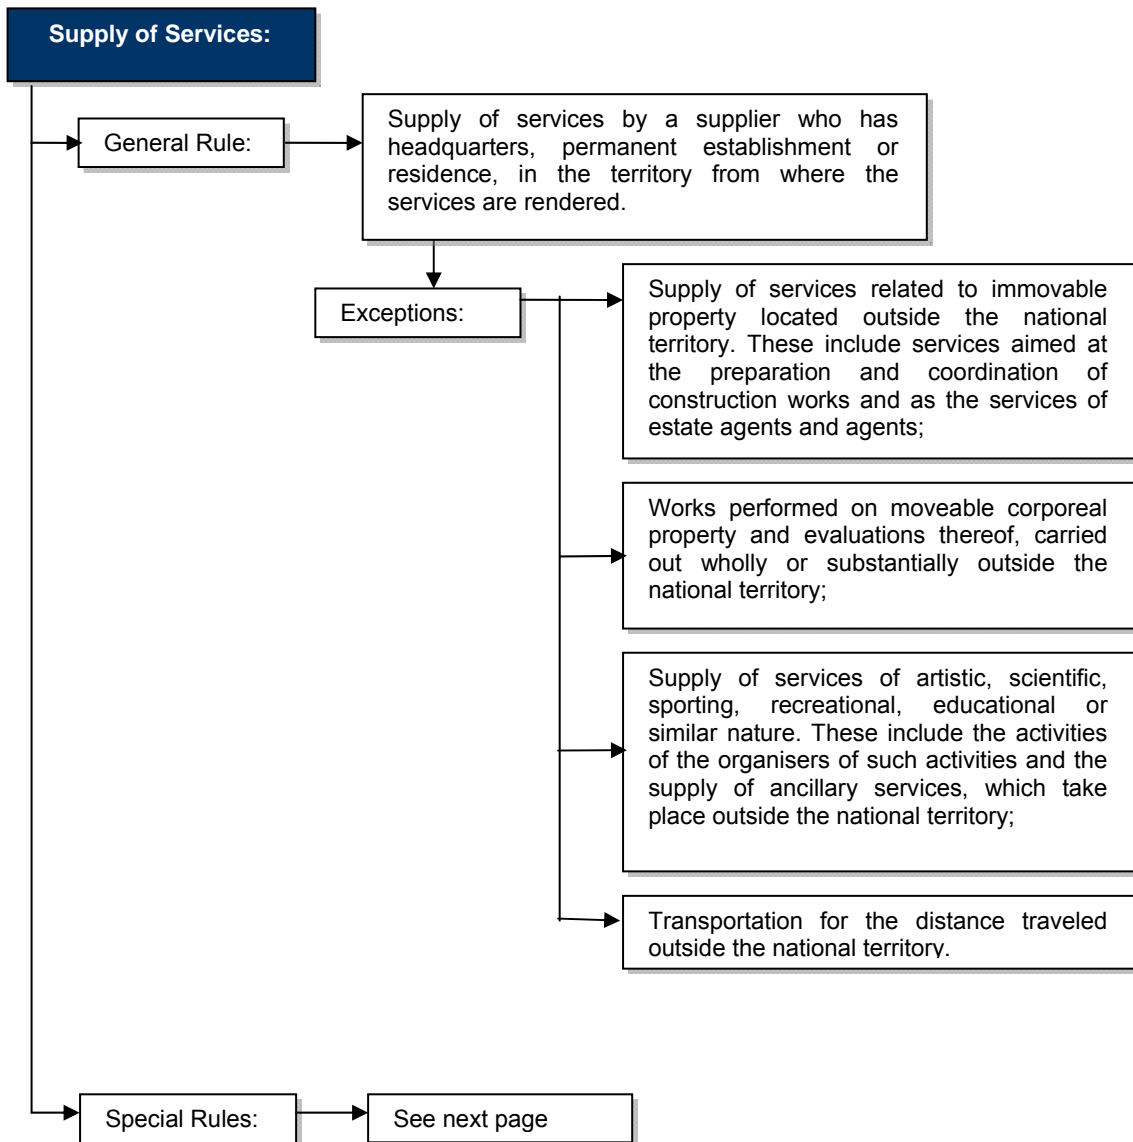 Supply of Services:
General Rule:
Supply of services by a supplier who has
headquarters, permanent establishment or
residence, in the territory from where the
services are rendered.
Exceptions:
Supply of services related to immovable
property located outside the national
territory. These include services aimed at
the preparation and coordination of
construction works and as the services of
estate agents and agents;
Works performed on moveable corporeal
property and evaluations thereof, carried
out wholly or substantially outside the
national territory;
Supply of services of artistic, scientific,
sporting, recreational, educational or
similar nature. These include the activities
of the organisers of such activities and the
supply of ancillary services, which take
place outside the national territory;
Transportation for the distance traveled
outside the national territory.
Special Rules:
See next page